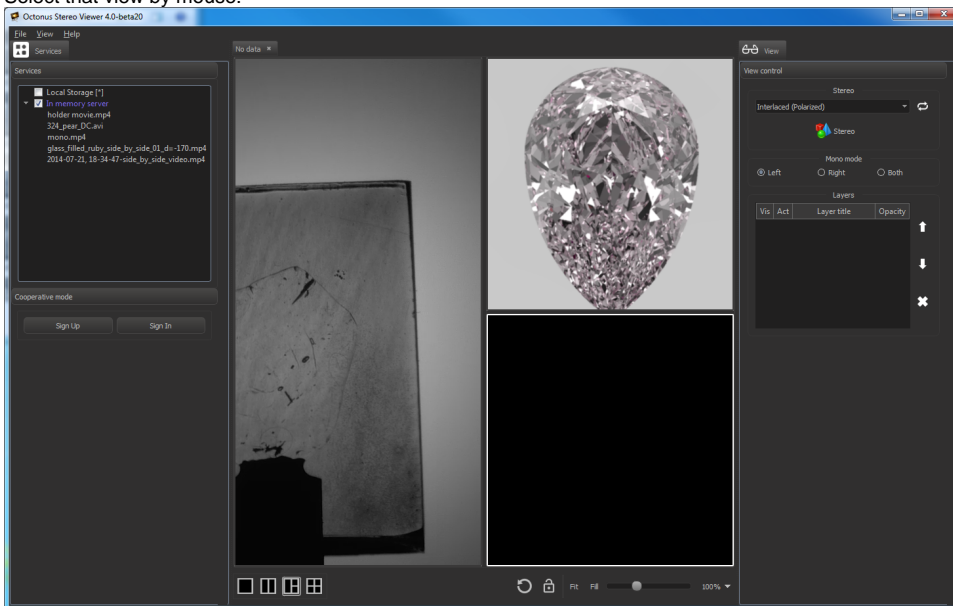 Select that view by mouse.
Octonus Stereo Viewer 4.0-beta20
File View Help
Services
No data
View
Services
View control
Local Storage [*]
In memory server
holder movie.mp4
324_pear_DC.avi
mono.mp4
glass_filled_ruby_side_by_side_01_d=-170.mp4
2014-07-21, 18-34-47-side_by_side_video.mp4
Stereo
Interlaced (Polarized)
Stereo
Mono mode
Left Right Both
Layers
Vis Act Layer title Opacity
Cooperative mode
Sign Up Sign In
Fit Fill 100%